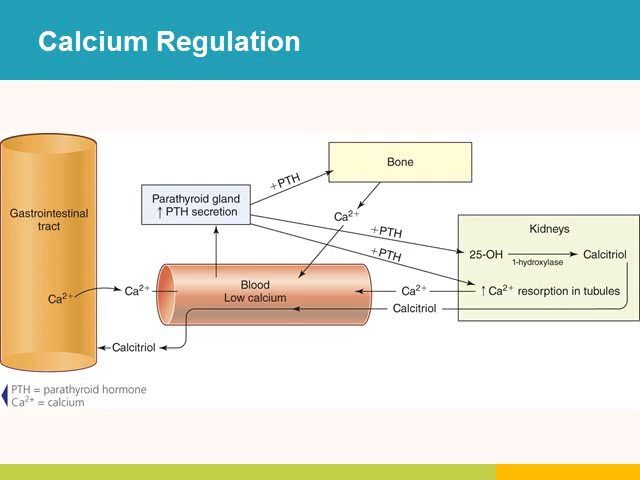 Calcium Regulation
Bone
+PTH
Parathyroid gland
↑ PTH secretion
Gastrointestinal
tract
Ca2+
+PTH
+PTH
Kidneys
25-OH
1-hydroxylase
Calcitriol
Ca2+
Ca2+
Blood
Low calcium
Ca2+
↑ Ca2+ resorption in tubules
Calcitriol
Calcitriol
PTH = parathyroid hormone
Ca2+ = calcium